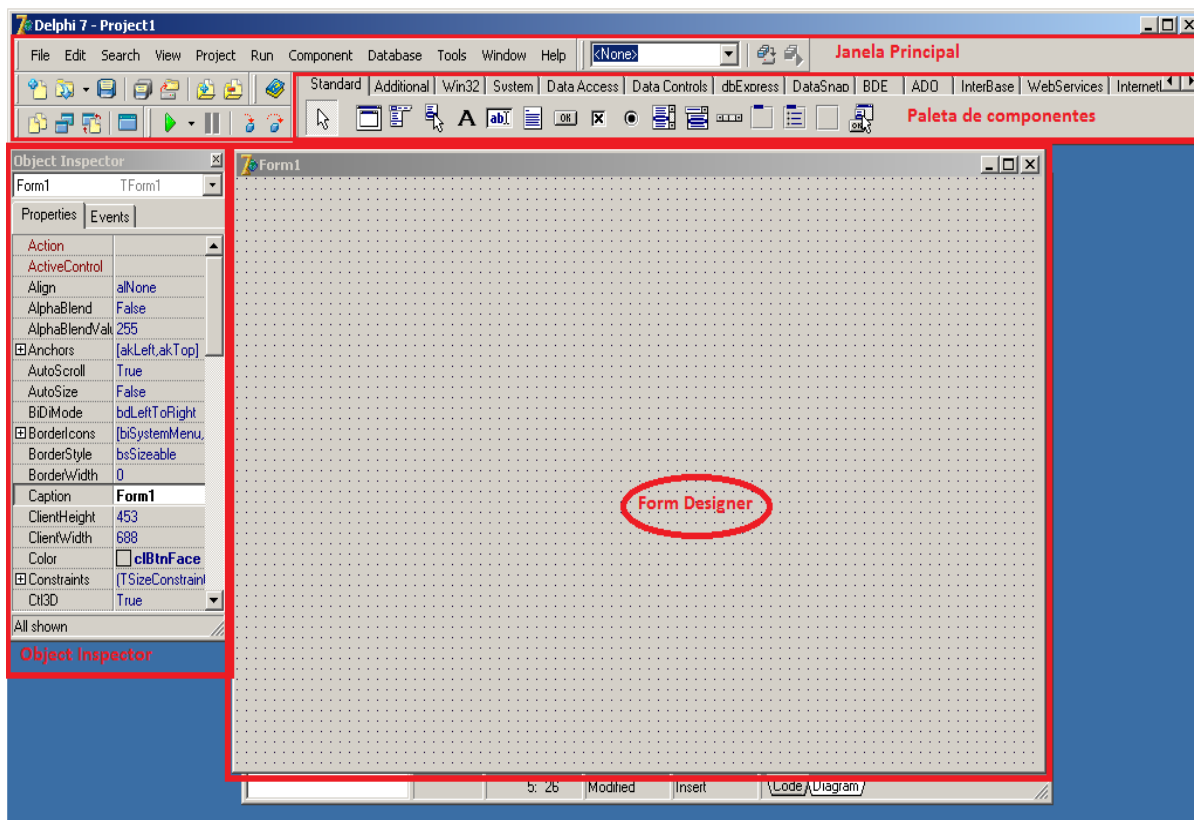 Delphi 7 - Project1
File Edit Search View Project Run Component Database Tools Window Help <None> Janela Principal
Standard Additional Win32 System Data Access Data Controls dbExpress DataSnap BDE ADO InterBase WebServices InternetE
A ab OK X Paleta de componentes OK
Object Inspector
Form1 TForm1
Properties Events
Action
ActiveControl
Align alNone
AlphaBlend False
AlphaBlendValu 255
Anchors [akLeft,akTop]
AutoScroll True
AutoSize False
BiDiMode bdLeftToRight
BorderIcons [biSystemMenu,
BorderStyle bsSizeable
BorderWidth 0
Caption Form1
ClientHeight 453
ClientWidth 688
Color clBtnFace
Constraints (TSizeConstraint
Ctl3D True
All shown
Object Inspector
Form1
Form Designer
5: 26 Modified Insert Code Diagram